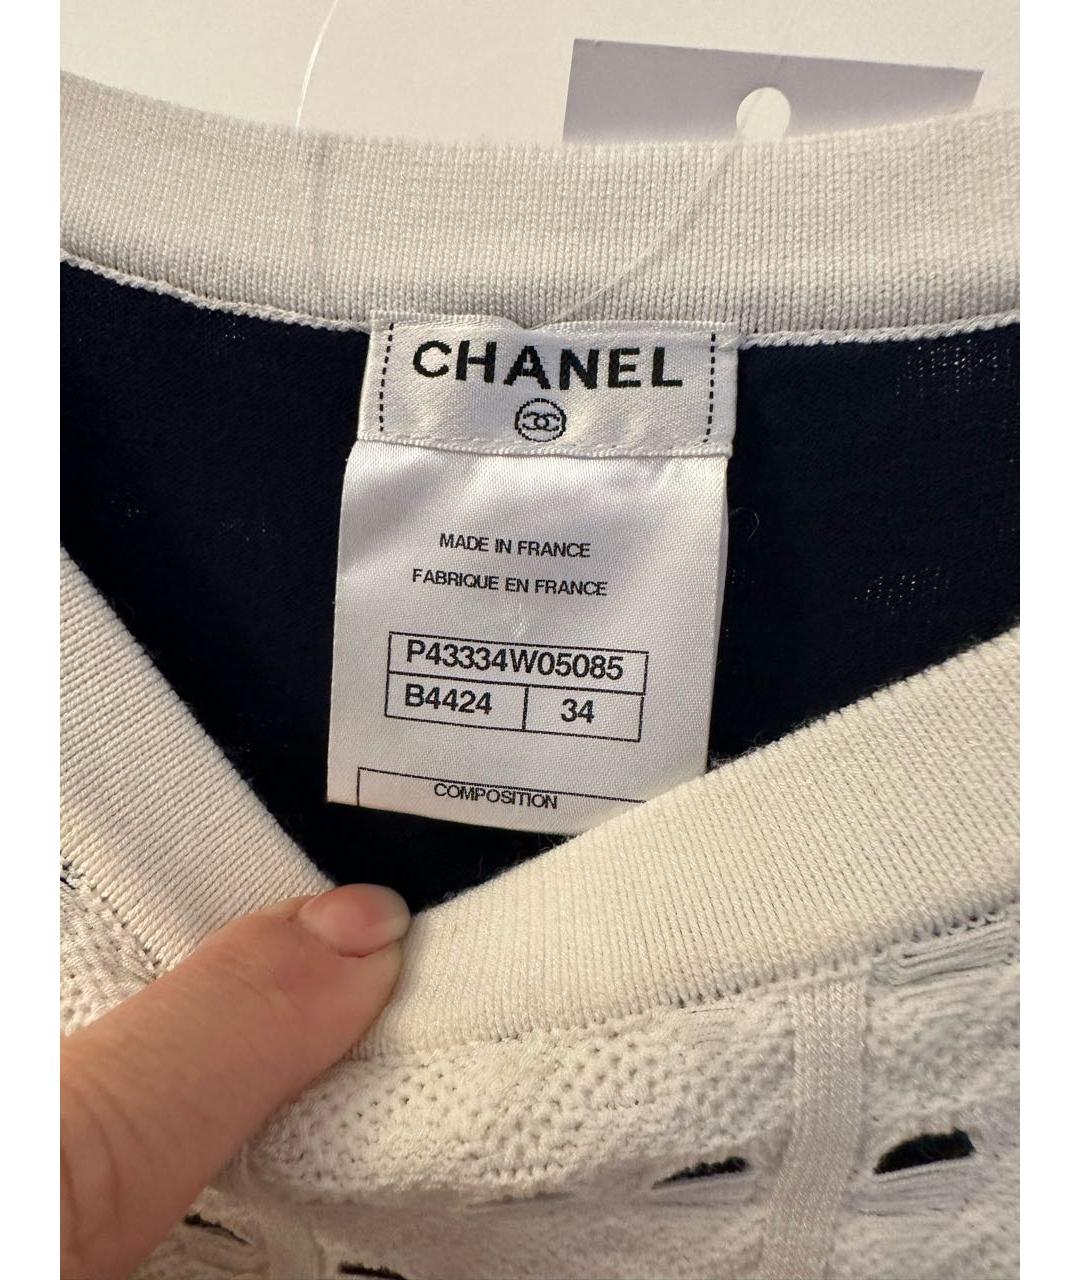 CHANEL
MADE IN FRANCE
FABRIQUE EN FRANCE
P43334W05085
B4424 34
COMPOSITION